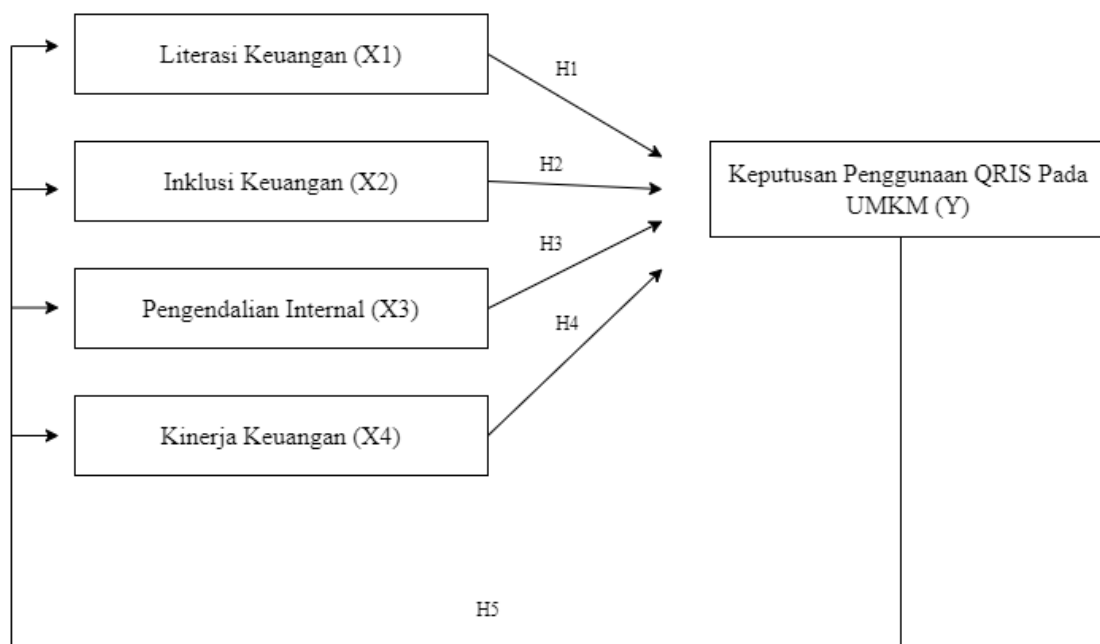 Literasi Keuangan (X1)
H1
Inklusi Keuangan (X2)
H2
Keputusan Penggunaan QRIS Pada
UMKM (Y)
H3
Pengendalian Internal (X3)
H4
Kinerja Keuangan (X4)
H5